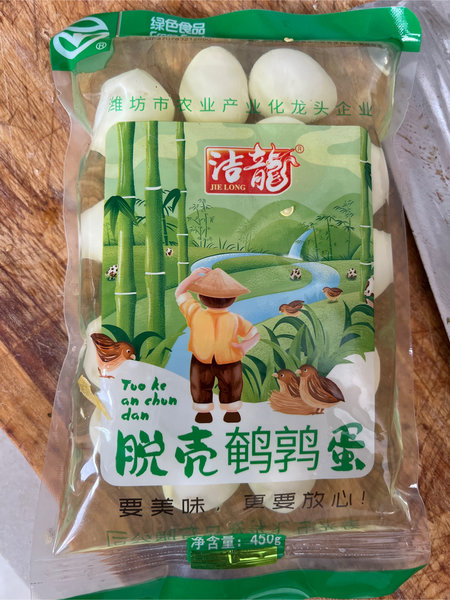 绿色食品
®
潍坊市农业产业化龙头企业
洁龍®
JIE LONG
Tuo ke
an chun
dan
脱壳鹌鹑蛋
要美味，更要放心！
净含量：450g